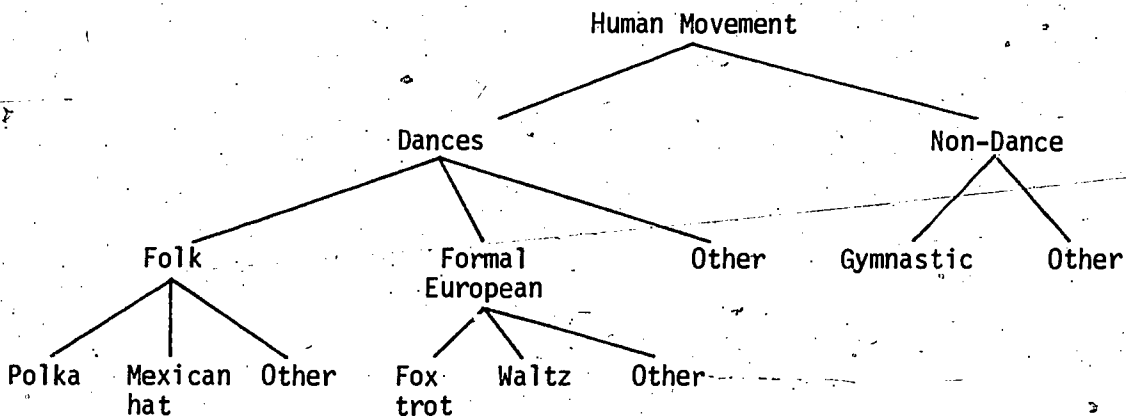 Human Movement
Dances Non-Dance
Folk Formal Other Gymnastic Other
European
Polka Mexican Other Fox Waltz Other
hat trot